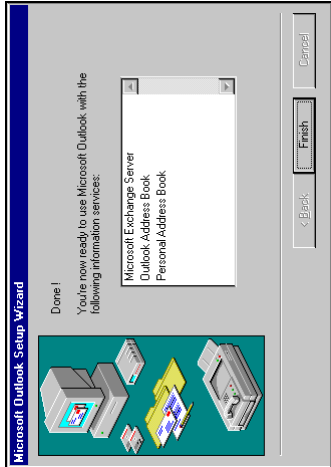 Microsoft Outlook Setup Wizard
Done!
You're now ready to use Microsoft Outlook with the
following information services:
Microsoft Exchange Server
Outlook Address Book
Personal Address Book
< Back
Finish
Cancel